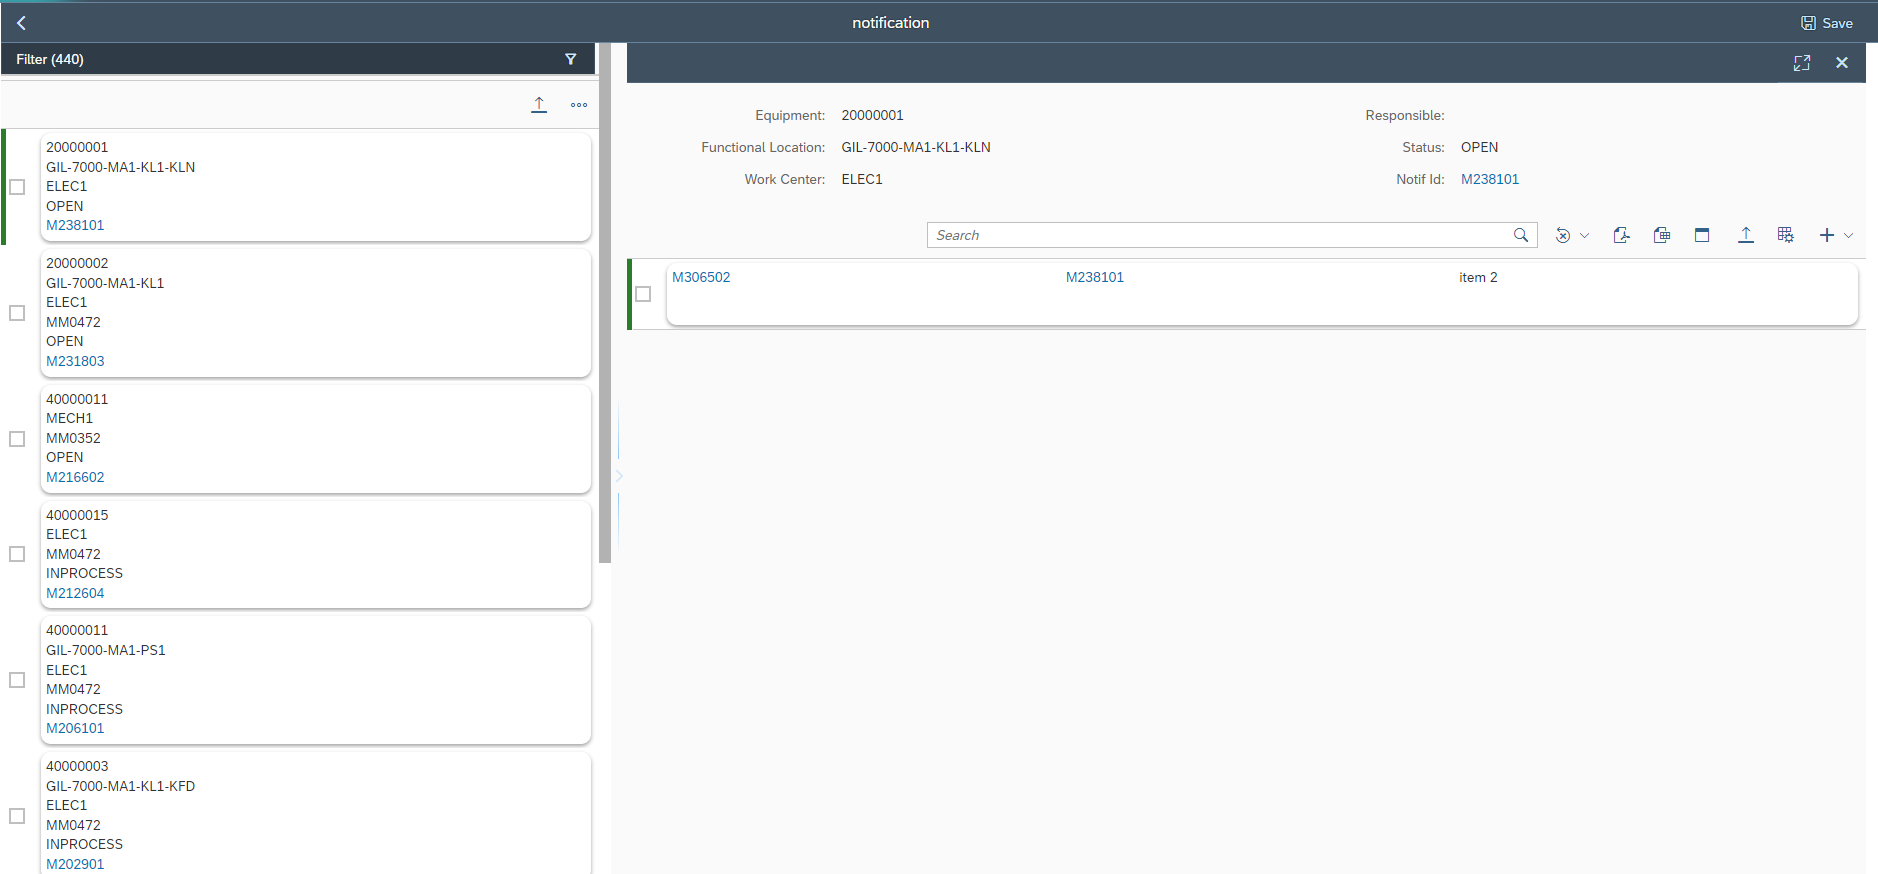 notification
Save
Filter (440)
20000001
GIL-7000-MA1-KL1-KLN
ELEC1
OPEN
M238101
20000002
GIL-7000-MA1-KL1
ELEC1
MM0472
OPEN
M231803
40000011
MECH1
MM0352
OPEN
M216602
40000015
ELEC1
MM0472
INPROCESS
M212604
40000011
GIL-7000-MA1-PS1
ELEC1
MM0472
INPROCESS
M206101
40000003
GIL-7000-MA1-KL1-KFD
ELEC1
MM0472
INPROCESS
M202901
Equipment: 20000001 Responsible:
Functional Location: GIL-7000-MA1-KL1-KLN Status: OPEN
Work Center: ELEC1 Notif Id: M238101
Search
M306502 M238101 item 2